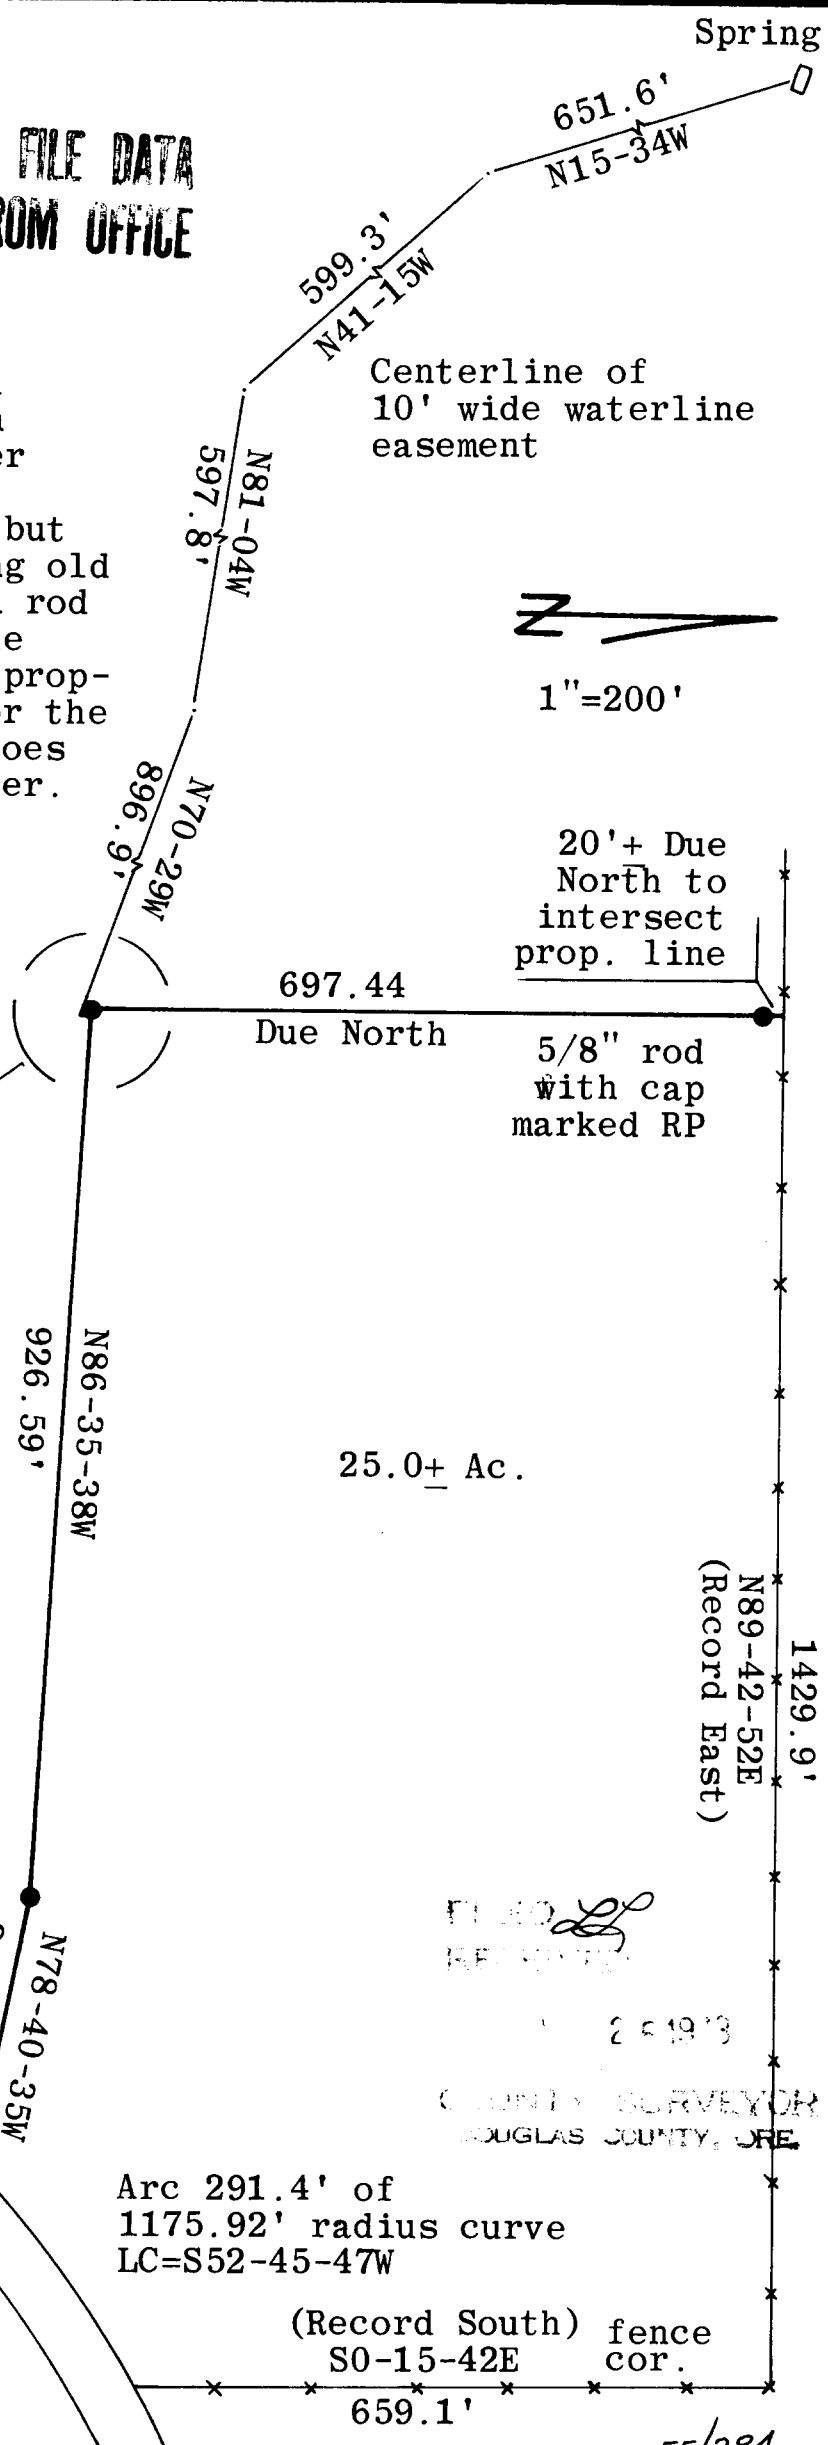 Spring
651.6'
N15-34W
FILE DATA
OFFICE
599.3'
N41-15W
Centerline of
10' wide waterline
easement
N81-04W
597.8'
but
old
rod
prop-
the
1"=200'
N70-29W
896.9'
20'± Due
North to
intersect
prop. line
697.44
Due North
5/8" rod
with cap
marked RP
N86-35-38W
926.59'
25.0± Ac.
1429.9'
N89-42-52E
(Record East)
N78-40-35W
COUNTY SURVEYOR
DOUGLAS COUNTY, ORE.
Arc 291.4' of
1175.92' radius curve
LC=S52-45-47W
(Record South)
S0-15-42E
fence
cor.
659.1'